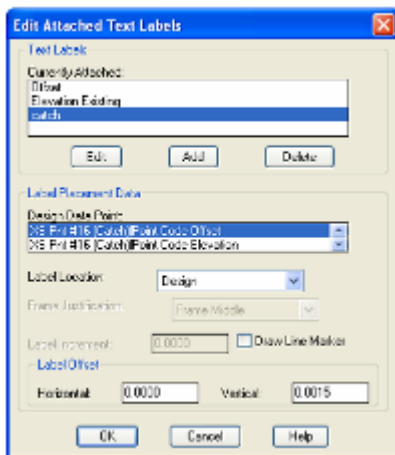 Edit Attached Text Labels
Text Labels
Currently Attached:
Offset
Elevation Existing
catch
Edit Add Delete
Label Placement Data
Design Data Point:
XS Pnt #16 (Catch)|Point Code Offset
XS Pnt #16 (Catch)|Point Code Elevation
Label Location: Design
Frame Justification: Frame Middle
Label Increment: 0.0000 Draw Line Marker
Label Offset
Horizontal: 0.0000 Vertical: 0.0015
OK Cancel Help